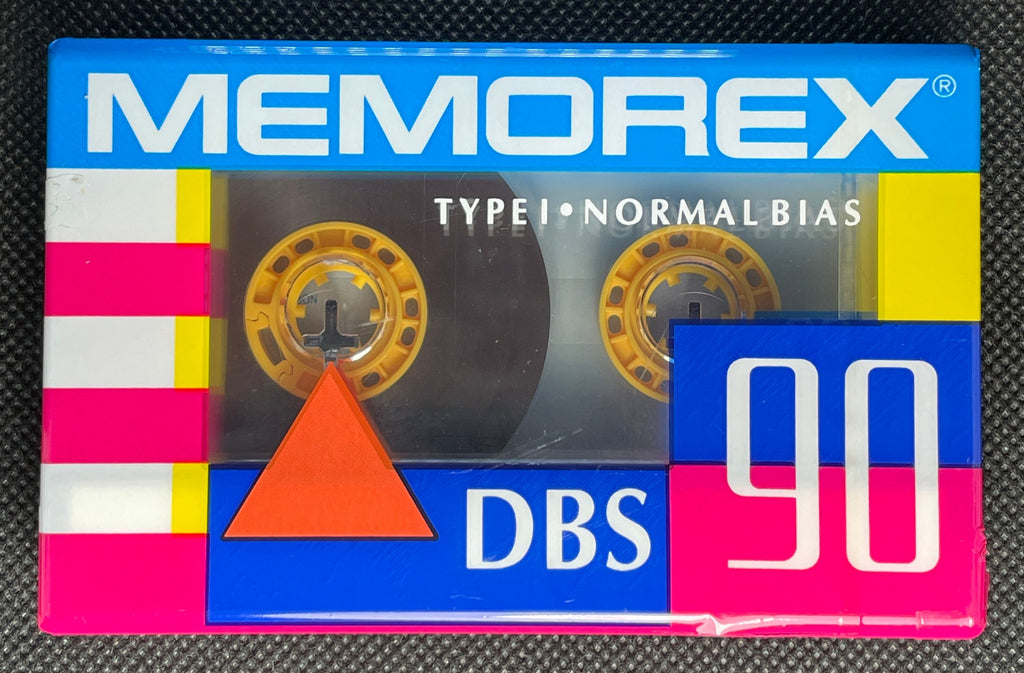 MEMOREX®
TYPE I • NORMAL BIAS
DBS
90